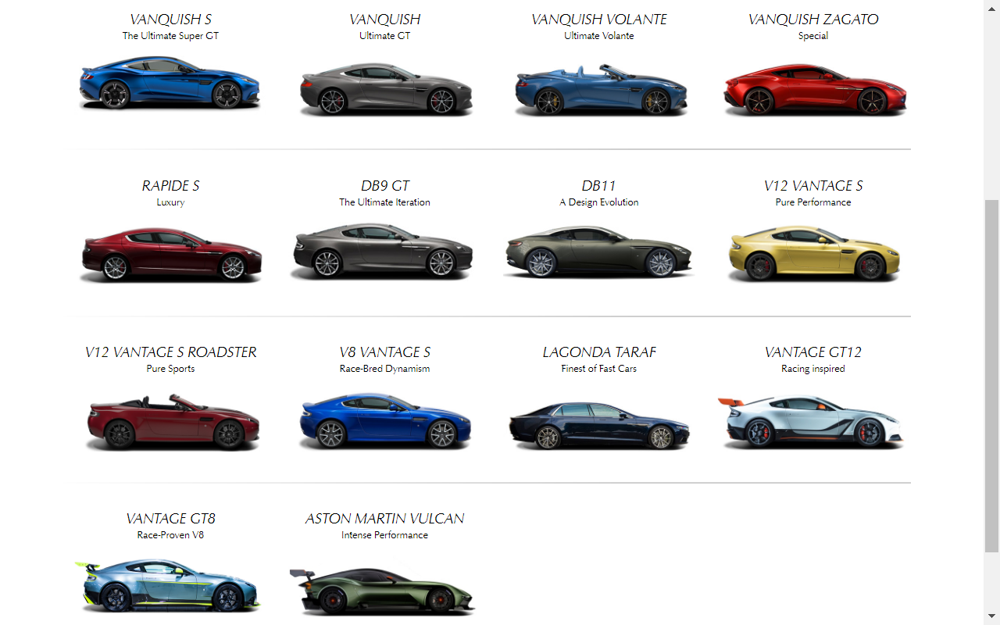 VANQUISH S
The Ultimate Super GT
VANQUISH
Ultimate GT
VANQUISH VOLANTE
Ultimate Volante
VANQUISH ZAGATO
Special
RAPIDE S
Luxury
DB9 GT
The Ultimate Iteration
DB11
A Design Evolution
V12 VANTAGE S
Pure Performance
V12 VANTAGE S ROADSTER
Pure Sports
V8 VANTAGE S
Race-Bred Dynamism
LAGONDA TARAF
Finest of Fast Cars
VANTAGE GT12
Racing inspired
VANTAGE GT8
Race-Proven V8
ASTON MARTIN VULCAN
Intense Performance